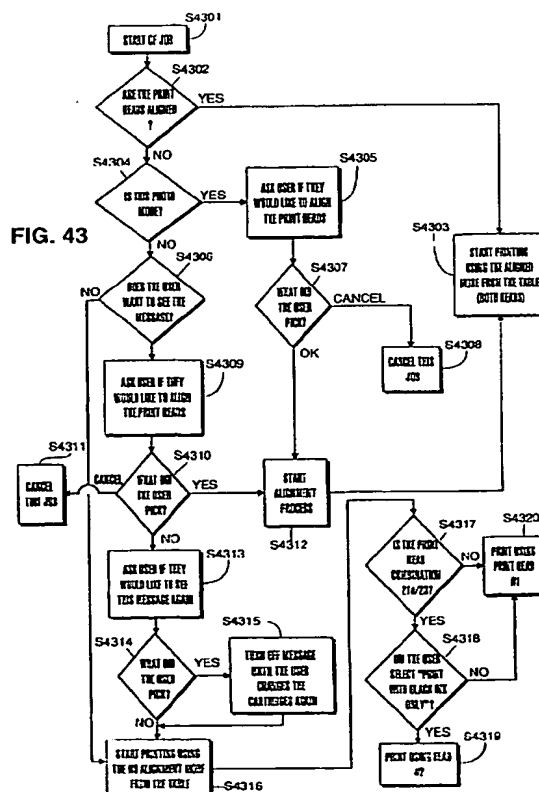 S4301
START OF JOB
S4302
ARE THE PRINT
HEADS ALIGNED
?
YES
NO
S4304
IS THIS PHOTO
MODE?
YES
NO
S4305
ASK USER IF THEY
WOULD LIKE TO ALIGN
THE PRINT HEADS
S4303
START PRINTING
USING THE ALIGNED
MODE FROM THE TABLE
(BOTH HEADS)
FIG. 43
S4306
DOES THE USER
WANT TO SEE THE
MESSAGE?
NO
S4307
WHAT DID
THE USER
PICK?
CANCEL
OK
S4308
CANCEL THIS
JOB
S4309
ASK USER IF THEY
WOULD LIKE TO ALIGN
THE PRINT HEADS
S4311
CANCEL
THIS JOB
CANCEL
S4310
WHAT DID
THE USER
PICK?
YES
NO
START
ALIGNMENT
PROCESS
S4312
S4313
ASK USER IF THEY
WOULD LIKE TO SEE
THIS MESSAGE AGAIN
S4317
IS THE PRINT
HEAD
COMBINATION
NO
YES
S4320
PRINT USING
PRINT HEAD
#1
S4314
WHAT DID
THE USER
PICK?
YES
NO
S4315
TURN OFF MESSAGE
UNTIL THE USER
CHANGES THE
CARTRIDGES AGAIN
S4318
DID THE USER
SELECT "PRINT
WITH BLACK INK
ONLY"?
NO
YES
START PRINTING USING
THE NO ALIGNMENT MODE
FROM THE TABLE
S4316
PRINT USING HEAD
S4319